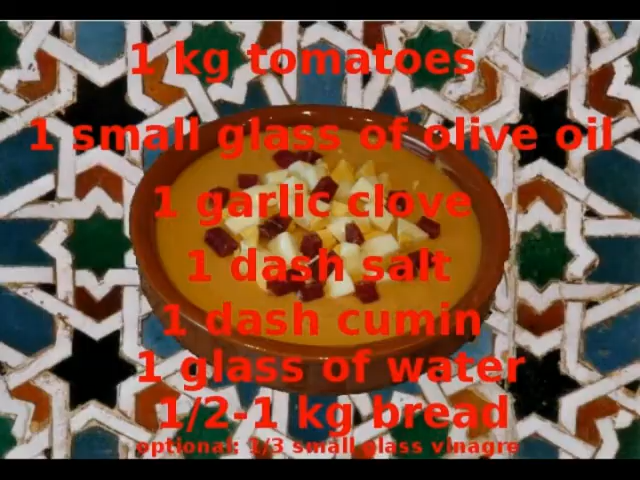 1 kg tomatoes
1 small glass of olive oil
1 garlic clove
1 dash salt
1 dash cumin
1 glass of water
1/2-1 kg bread
optional: 1/3 small glass vinagre